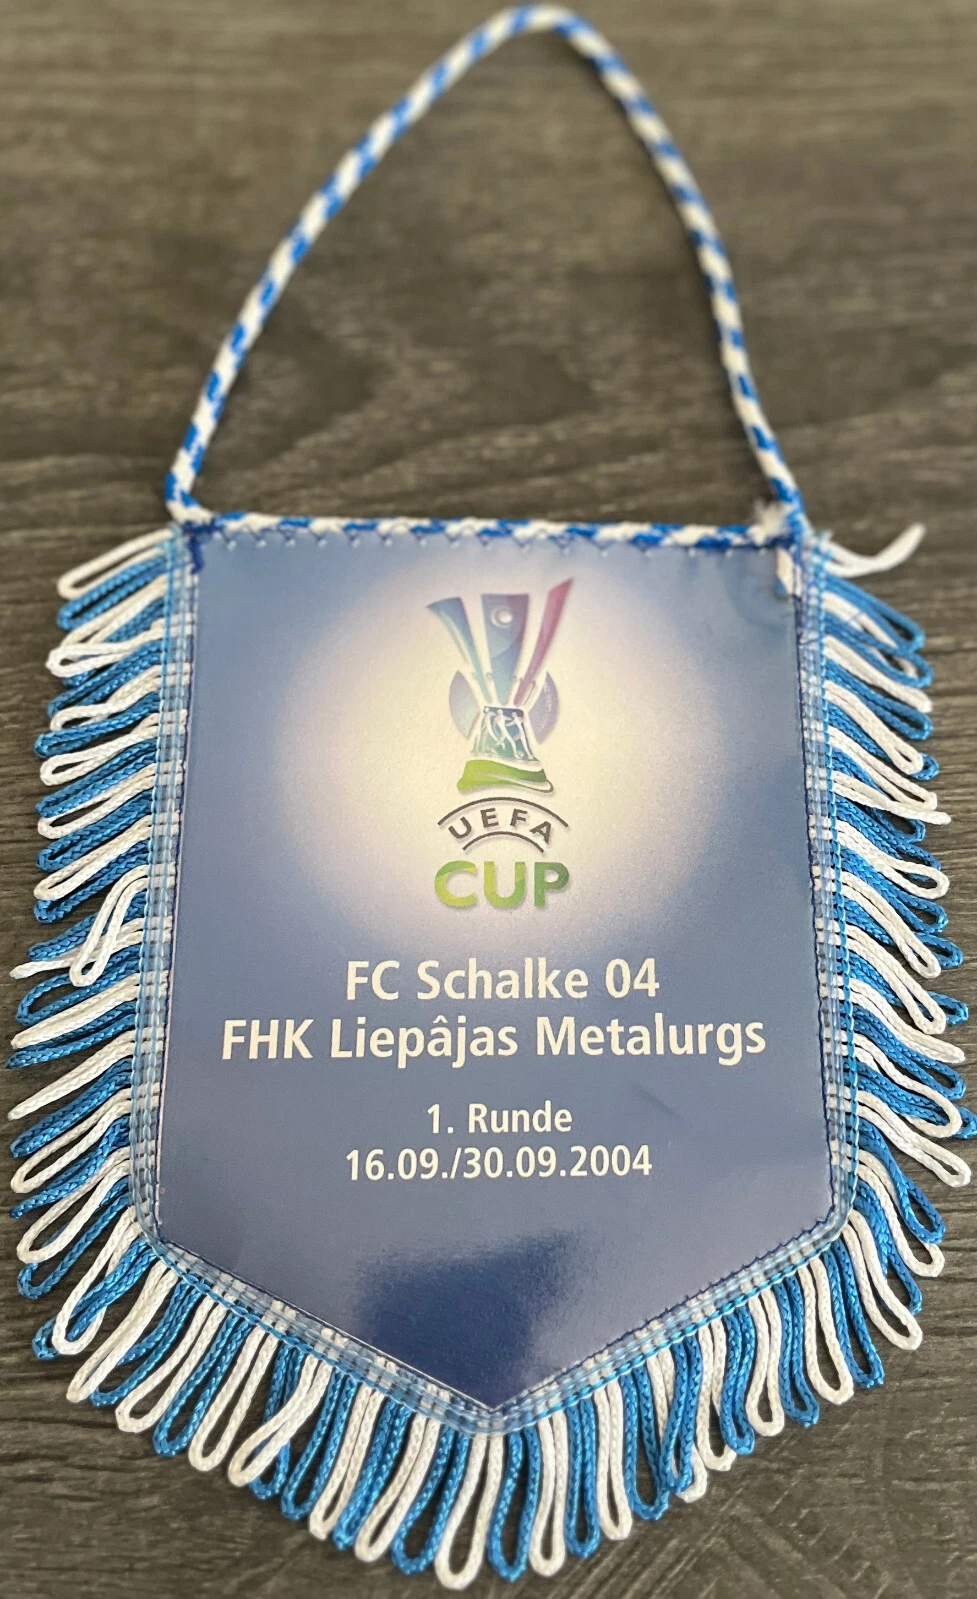 UEFA
CUP
FC Schalke 04
FHK Liepâjas Metalurgs
1. Runde
16.09./30.09.2004